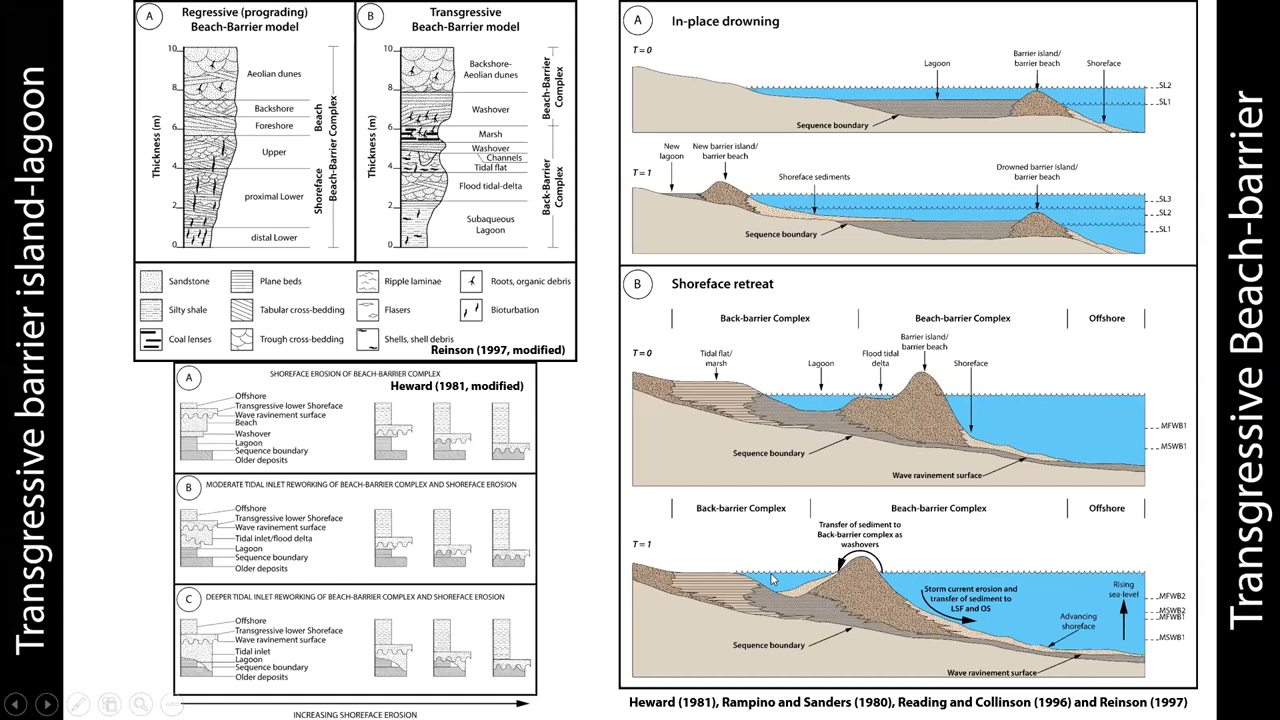 Transgressive barrier island-lagoon
A
Regressive (prograding)
Beach-Barrier model
10
8
6
4
2
0
Thickness (m)
Aeolian dunes
Backshore
Foreshore
Upper
proximal Lower
distal Lower
Beach
Shoreface
Beach-Barrier Complex
B
Transgressive
Beach-Barrier model
10
8
6
4
2
0
Thickness (m)
Backshore-
Aeolian dunes
Washover
Marsh
Washover
Channels
Tidal flat
Flood tidal-delta
Subaqueous
Lagoon
Beach-Barrier
Complex
Back-Barrier
Complex
Sandstone
Plane beds
Ripple laminae
Roots, organic debris
Silty shale
Tabular cross-bedding
Flasers
Bioturbation
Coal lenses
Trough cross-bedding
Shells, shell debris
Reinson (1997, modified)
A
SHOREFACE EROSION OF BEACH-BARRIER COMPLEX
Heward (1981, modified)
Offshore
Transgressive lower Shoreface
Wave ravinement surface
Beach
Washover
Lagoon
Sequence boundary
Older deposits
B
MODERATE TIDAL INLET REWORKING OF BEACH-BARRIER COMPLEX AND SHOREFACE EROSION
Offshore
Transgressive lower Shoreface
Wave ravinement surface
Tidal inlet/flood delta
Lagoon
Sequence boundary
Older deposits
C
DEEPER TIDAL INLET REWORKING OF BEACH-BARRIER COMPLEX AND SHOREFACE EROSION
Offshore
Transgressive lower Shoreface
Wave ravinement surface
Tidal inlet
Lagoon
Sequence boundary
Older deposits
INCREASING SHOREFACE EROSION
A
In-place drowning
T = 0
Lagoon
Barrier island/
barrier beach
Shoreface
SL2
SL1
Sequence boundary
T = 1
New
lagoon
New barrier island/
barrier beach
Shoreface sediments
Drowned barrier island/
barrier beach
SL3
SL2
SL1
Sequence boundary
B
Shoreface retreat
Back-barrier Complex
Beach-barrier Complex
Offshore
T = 0
Tidal flat/
marsh
Lagoon
Flood tidal
delta
Barrier island/
barrier beach
Shoreface
MFWB1
MSWB1
Sequence boundary
Wave ravinement surface
Back-barrier Complex
Beach-barrier Complex
Offshore
T = 1
Transfer of sediment to
Back-barrier complex as
washovers
Storm current erosion and
transfer of sediment to
LSF and OS
Rising
sea-level
Advancing
shoreface
MFWB2
MSWB2
MFWB1
MSWB1
Sequence boundary
Wave ravinement surface
Heward (1981), Rampino and Sanders (1980), Reading and Collinson (1996) and Reinson (1997)
Transgressive Beach-barrier